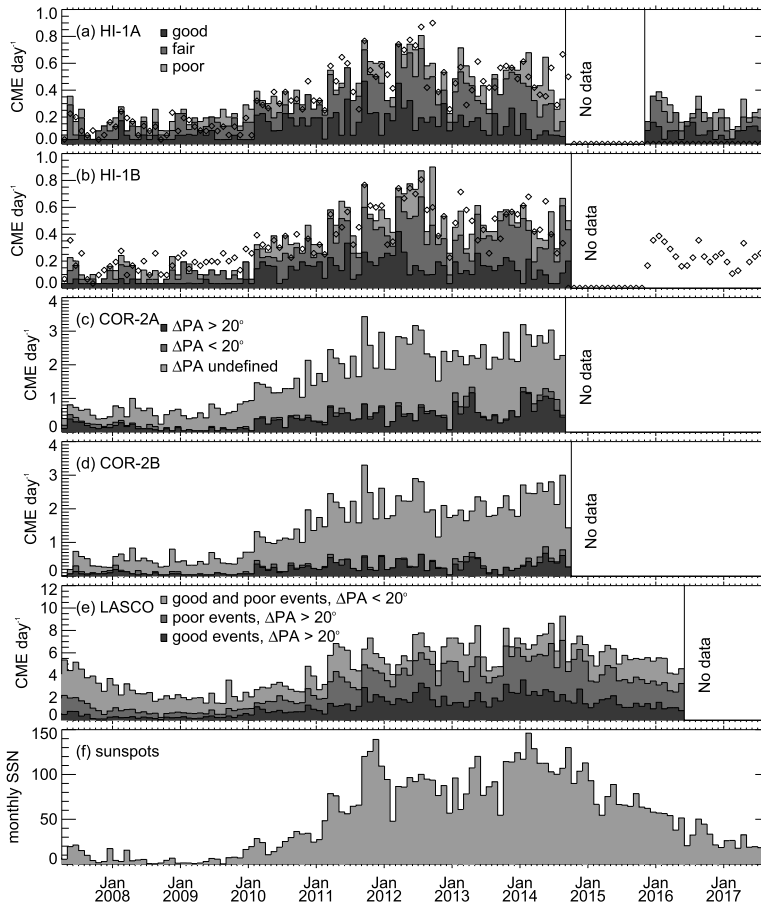 (a) HI-1A
good
fair
poor
CME day-1
1.0
0.8
0.6
0.4
0.2
0.0
No data
(b) HI-1B
CME day-1
1.0
0.8
0.6
0.4
0.2
0.0
No data
(c) COR-2A
ΔPA > 20°
ΔPA < 20°
ΔPA undefined
CME day-1
4
3
2
1
0
No data
(d) COR-2B
CME day-1
4
3
2
1
0
No data
(e) LASCO
good and poor events, ΔPA < 20°
poor events, ΔPA > 20°
good events, ΔPA > 20°
CME day-1
12
10
8
6
4
2
0
No data
(f) sunspots
monthly SSN
150
100
50
0
Jan 2008
Jan 2009
Jan 2010
Jan 2011
Jan 2012
Jan 2013
Jan 2014
Jan 2015
Jan 2016
Jan 2017